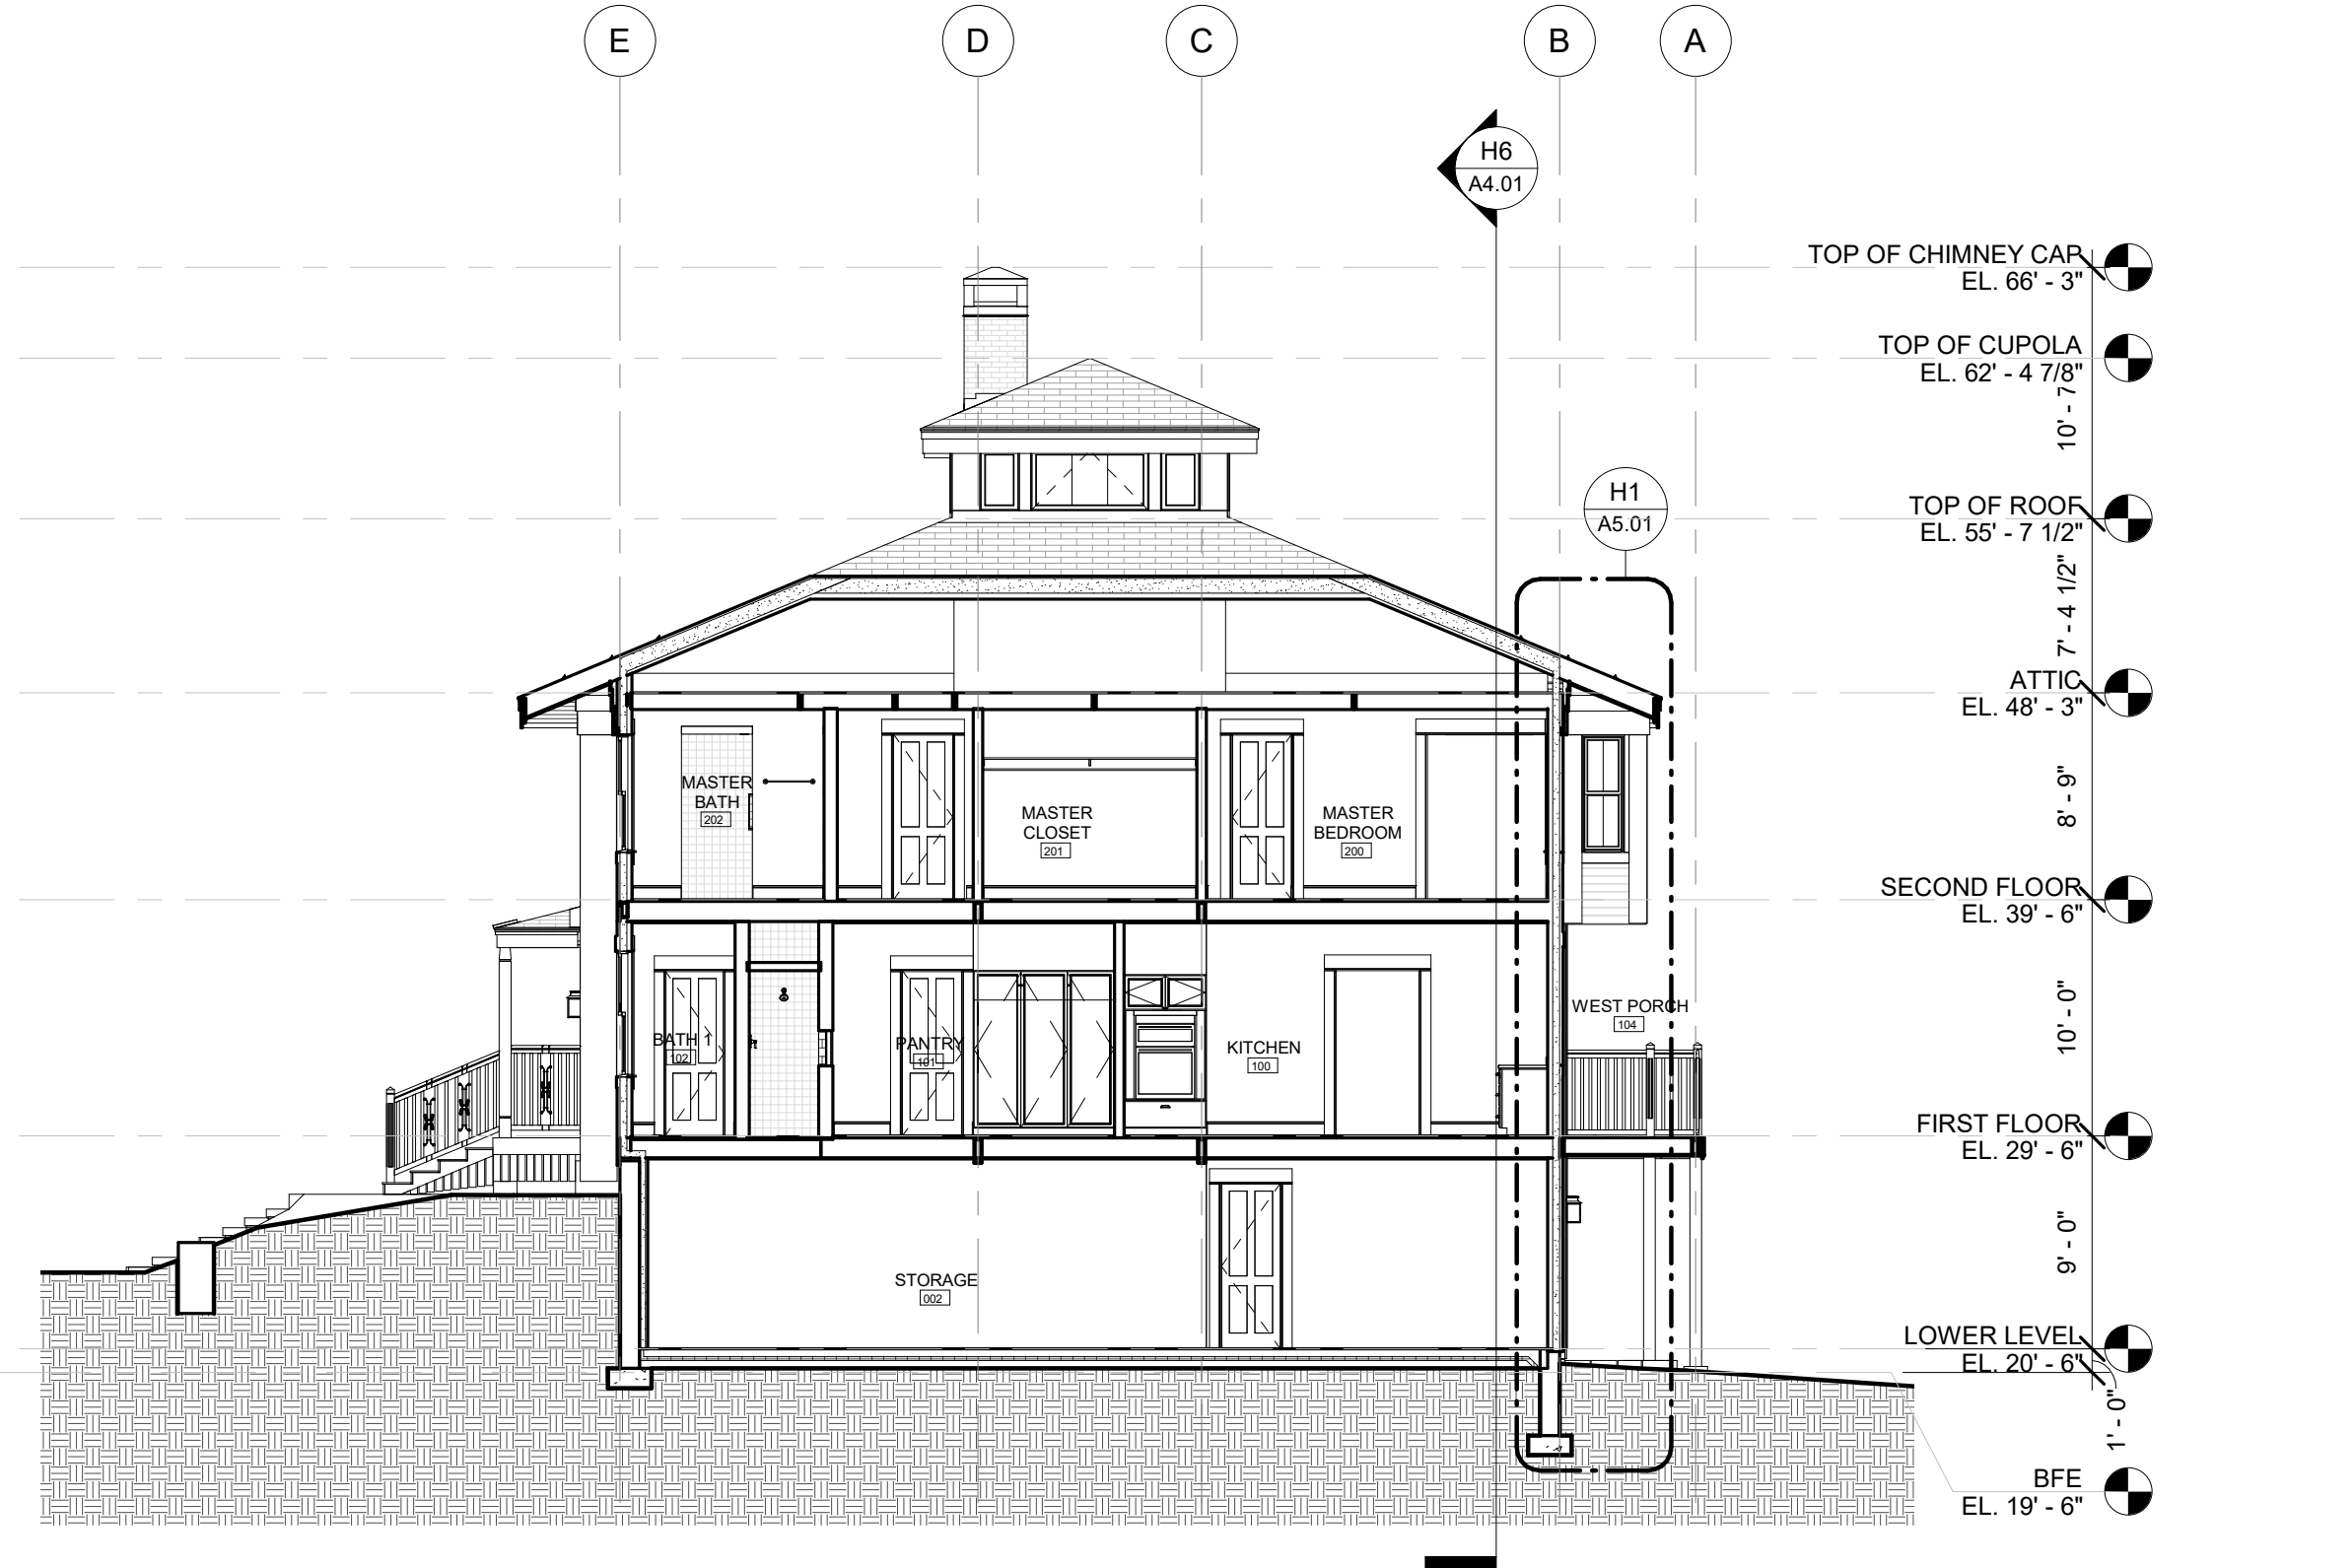 E
D
C
B
A
H6
A4.01
TOP OF CHIMNEY CAP
EL. 66' - 3"
TOP OF CUPOLA
EL. 62' - 4 7/8"
10' - 7
H1
A5.01
TOP OF ROOF
EL. 55' - 7 1/2"
7' - 4 1/2"
ATTIC
EL. 48' - 3"
MASTER
BATH
202
MASTER
CLOSET
201
MASTER
BEDROOM
200
8' - 9"
SECOND FLOOR
EL. 39' - 6"
BATH 1
102
PANTRY
101
KITCHEN
100
WEST PORCH
104
10' - 0"
FIRST FLOOR
EL. 29' - 6"
STORAGE
002
9' - 0"
LOWER LEVEL
EL. 20' - 6"
1' - 0"
BFE
EL. 19' - 6"